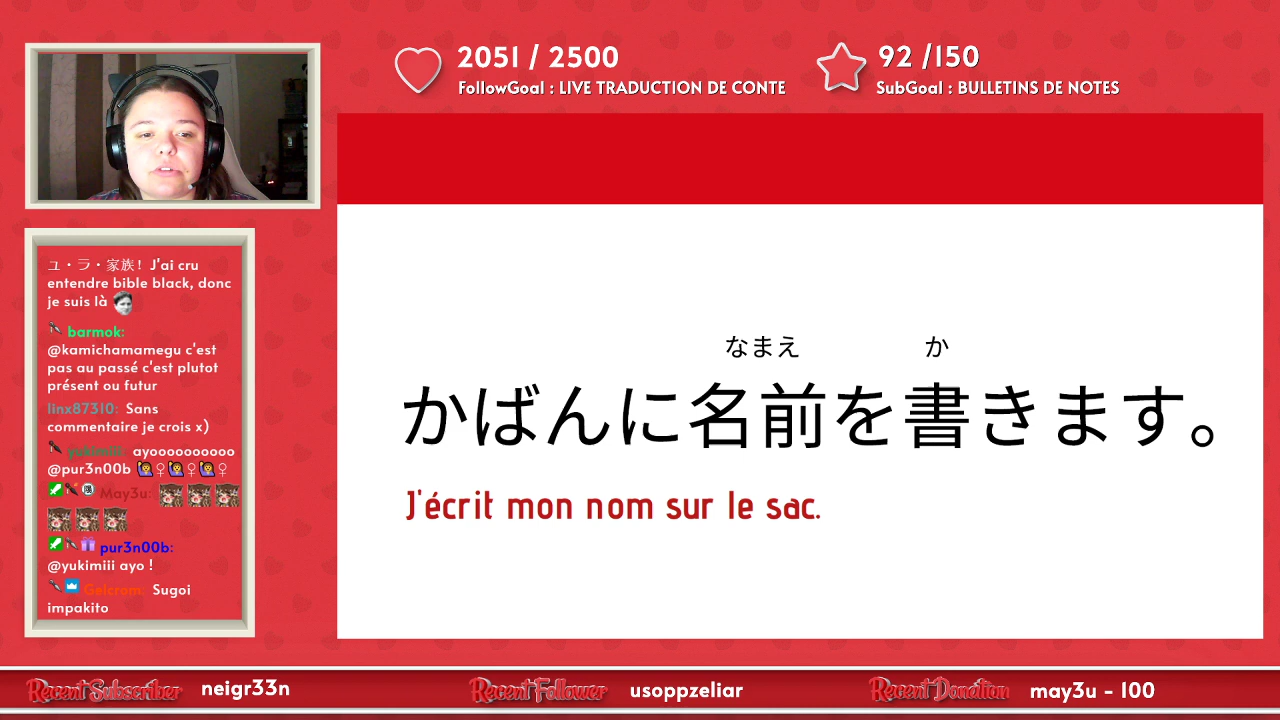 2051 / 2500
FollowGoal : LIVE TRADUCTION DE CONTE
92 /150
SubGoal : BULLETINS DE NOTES
ユ・ラ・家族! J'ai cru
entendre bible black, donc
je suis là
barmok:
@kamichamamegu c'est
pas au passé c'est plutot
présent ou futur
linx87310: Sans
commentaire je crois x)
yukimiii: ayoooooooooo
@pur3n00b
May3u:
pur3n00b:
@yukimiii ayo !
Gelcrom: Sugoi
impakito
なまえ か
かばんに名前を書きます。
J'écrit mon nom sur le sac.
Recent Subscriber neigr33n
Recent Follower usoppzeliar
Recent Donation may3u - 100